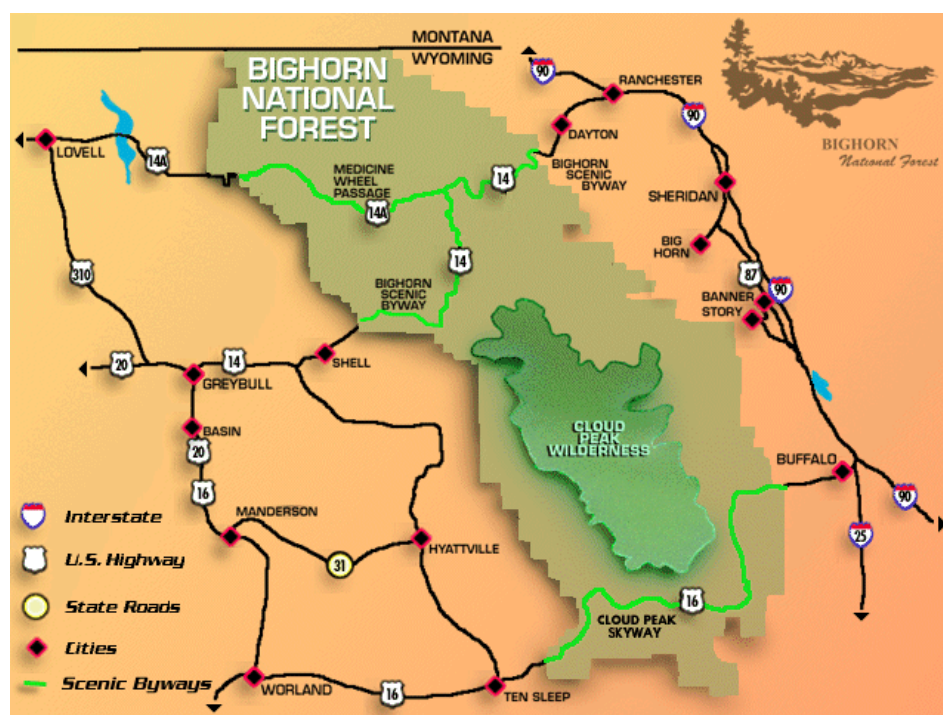 MONTANA
WYOMING
BIGHORN
NATIONAL
FOREST
90
RANCHESTER
90
DAYTON
BIGHORN
National Forest
LOVELL
14A
MEDICINE
WHEEL
PASSAGE
14A
14
BIGHORN
SCENIC
BYWAY
SHERIDAN
BIG
HORN
14
310
BIGHORN
SCENIC
BYWAY
87
90
BANNER
STORY
20
14
SHELL
GREYBULL
BASIN
20
CLOUD
PEAK
WILDERNESS
BUFFALO
16
MANDERSON
90
25
HYATTVILLE
31
Interstate
U.S. Highway
State Roads
Cities
Scenic Byways
16
CLOUD PEAK
SKYWAY
WORLAND
16
TEN SLEEP